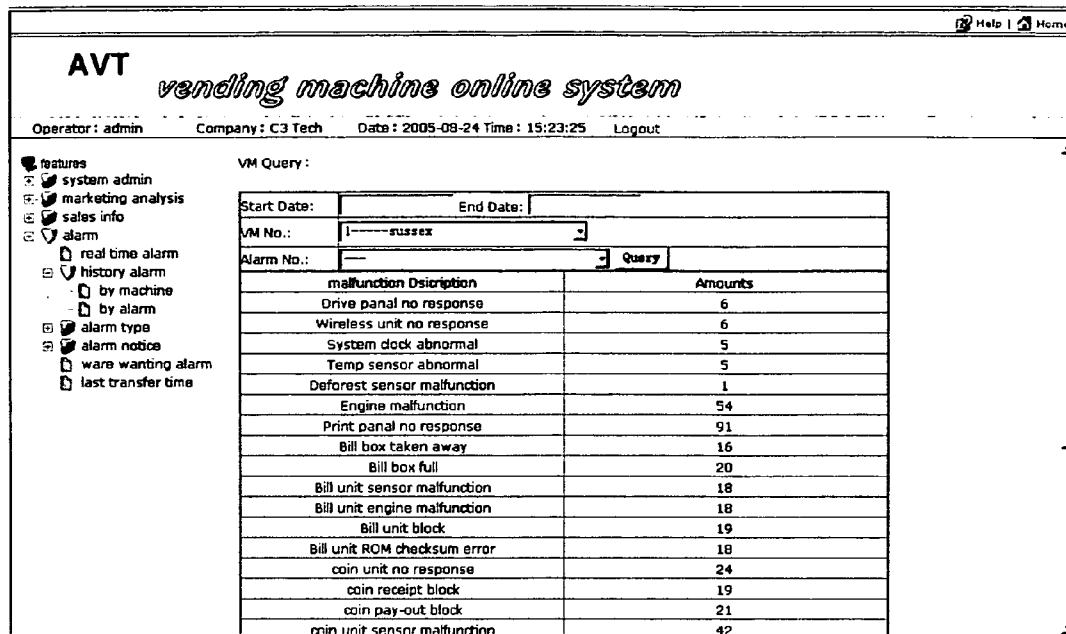 Help | Home
AVT
vending machine online system
Operator: admin Company: C3 Tech Date: 2005-08-24 Time: 15:23:25 Logout
features
system admin
marketing analysis
sales info
alarm
real time alarm
history alarm
by machine
by alarm
alarm type
alarm notice
ware wanting alarm
last transfer time
VM Query:
Start Date: End Date:
VM No.: 1-----sussex
Alarm No.: --- Query
malfunction Dsicription Amounts
Drive panal no response 6
Wireless unit no response 6
System clock abnormal 5
Temp sensor abnormal 5
Deforest sensor malfunction 1
Engine malfunction 54
Print panal no response 91
Bill box taken away 16
Bill box full 20
Bill unit sensor malfunction 18
Bill unit engine malfunction 18
Bill unit block 19
Bill unit ROM checksum error 18
coin unit no response 24
coin receipt block 19
coin pay-out block 21
coin unit sensor malfunction 42